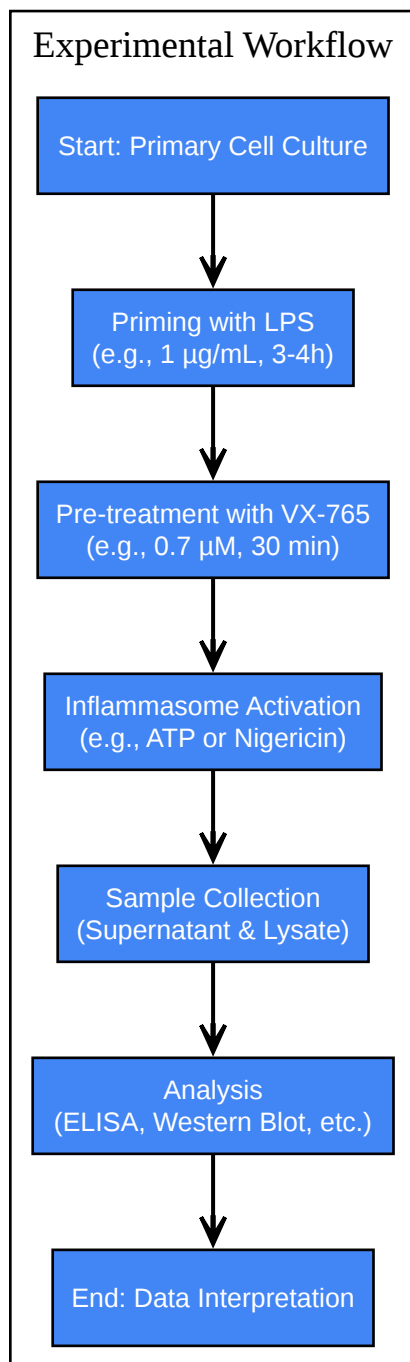 Experimental Workflow
Start: Primary Cell Culture
Priming with LPS
(e.g., 1 µg/mL, 3-4h)
Pre-treatment with VX-765
(e.g., 0.7 µM, 30 min)
Inflammasome Activation
(e.g., ATP or Nigericin)
Sample Collection
(Supernatant & Lysate)
Analysis
(ELISA, Western Blot, etc.)
End: Data Interpretation